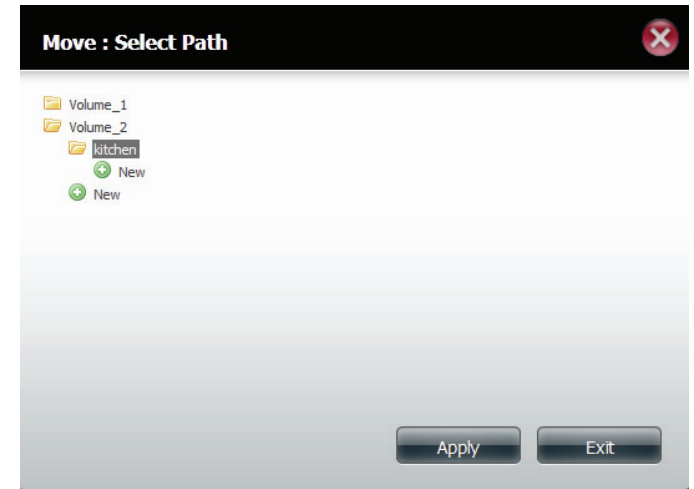 Move : Select Path
Volume_1
Volume_2
kitchen
New
New
Apply Exit